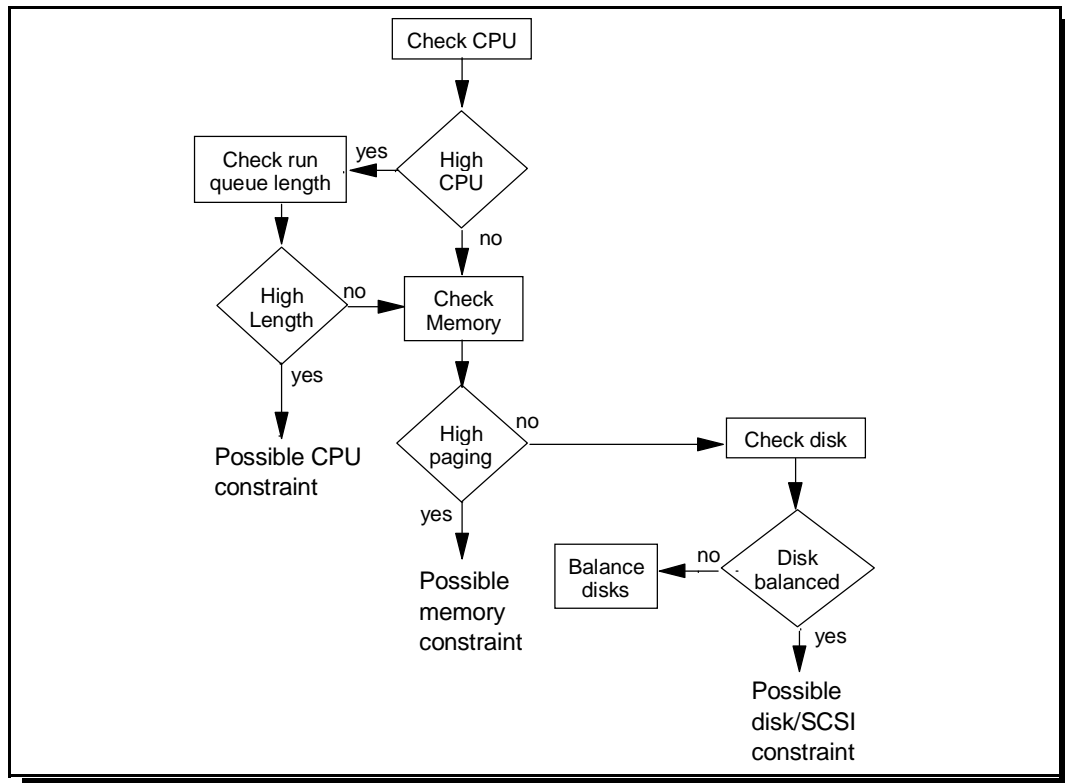 Check CPU
High
CPU
yes
no
Check run
queue length
High
Length
no
yes
Possible CPU
constraint
Check
Memory
High
paging
no
yes
Possible
memory
constraint
Check disk
Disk
balanced
no
yes
Balance
disks
Possible
disk/SCSI
constraint